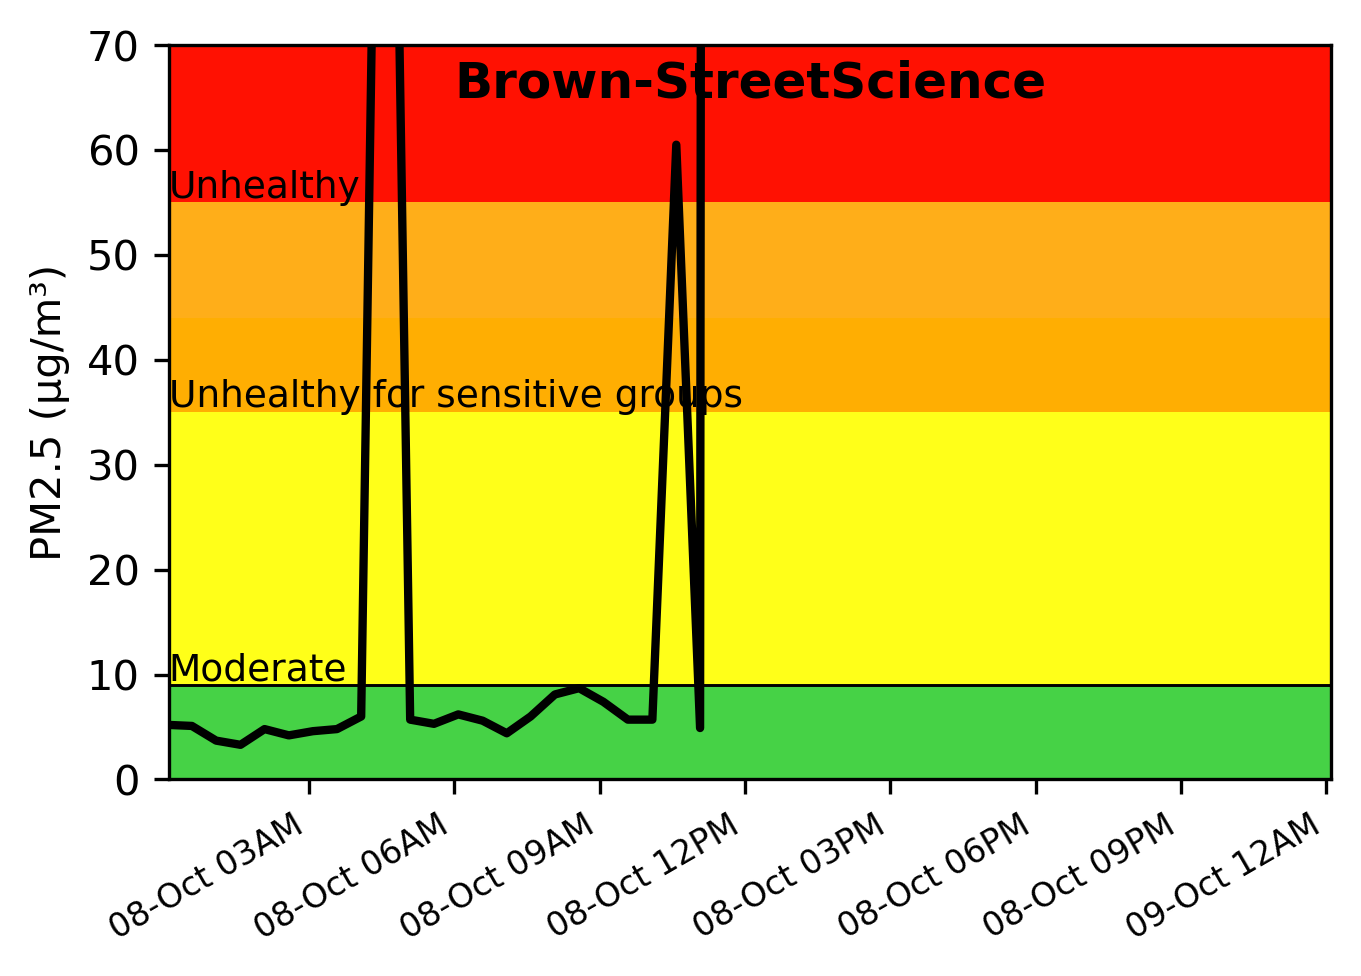 Brown-StreetScience
70
60
50
40
30
20
10
0
PM2.5 (µg/m³)
Unhealthy
Unhealthy for sensitive groups
Moderate
08-Oct 03AM
08-Oct 06AM
08-Oct 09AM
08-Oct 12PM
08-Oct 03PM
08-Oct 06PM
08-Oct 09PM
09-Oct 12AM